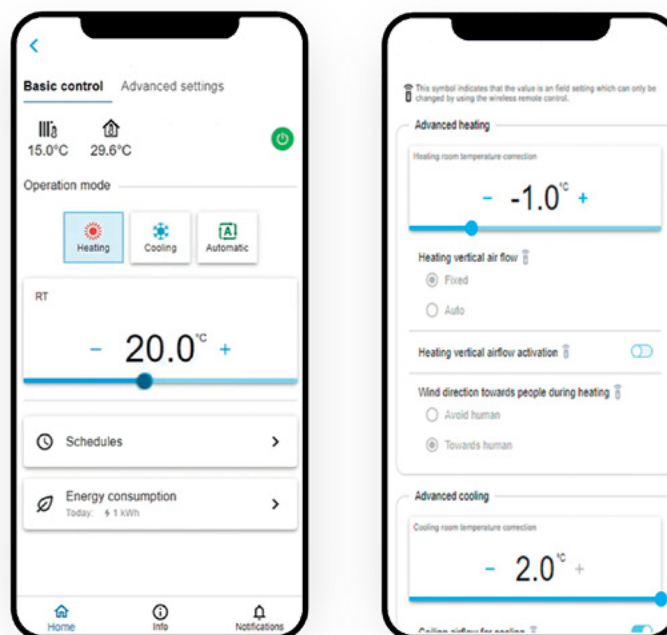 Basic control Advanced settings
15.0°C 29.6°C
Operation mode
Heating Cooling Automatic
RT
- 20.0°C +
Schedules
Energy consumption
Today: 1 kWh
Home Info Notifications
This symbol indicates that the value is an field setting which can only be
changed by using the wireless remote control.
Advanced heating
Heating room temperature correction
- -1.0°C +
Heating vertical air flow
Fixed
Auto
Heating vertical airflow activation
Wind direction towards people during heating
Avoid human
Towards human
Advanced cooling
Cooling room temperature correction
- 2.0°C +
Ceiling airflow for cooling